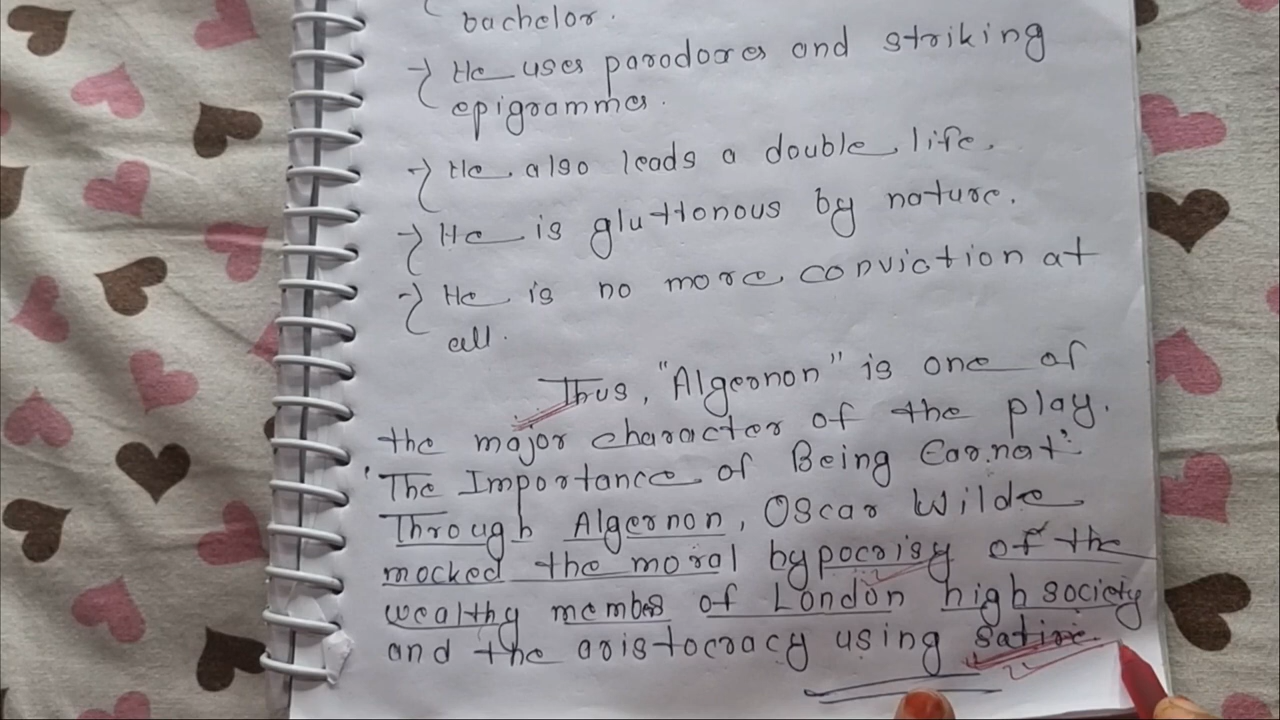 bachelor.
He uses paradoxes and striking
epigrammes.
He also leads a double life.
He is gluttonous by nature.
He is no more conviction at
all.
Thus, "Algernon" is one of
the major character of the play.
'The Importance of Being Earnest'.
Through Algernon, Oscar Wilde
mocked the moral hypocrisy of the
wealthy members of London high society
and the aristocracy using satire.